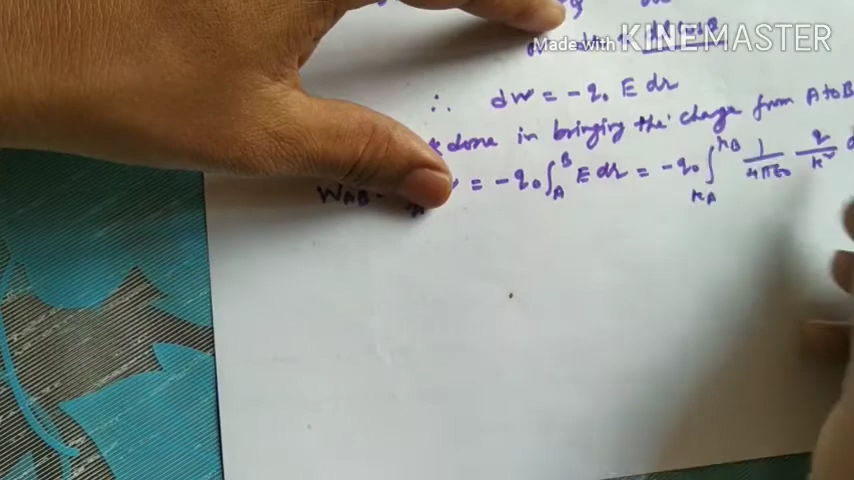 Made with KINEMASTER
∴ dW = -q₀ E dr
done in bringing the charge from A to B
W_AB = -q₀ ∫_A^B E dr = -q₀ ∫_{r_A}^{r_B} 1/4πε₀ q/r²